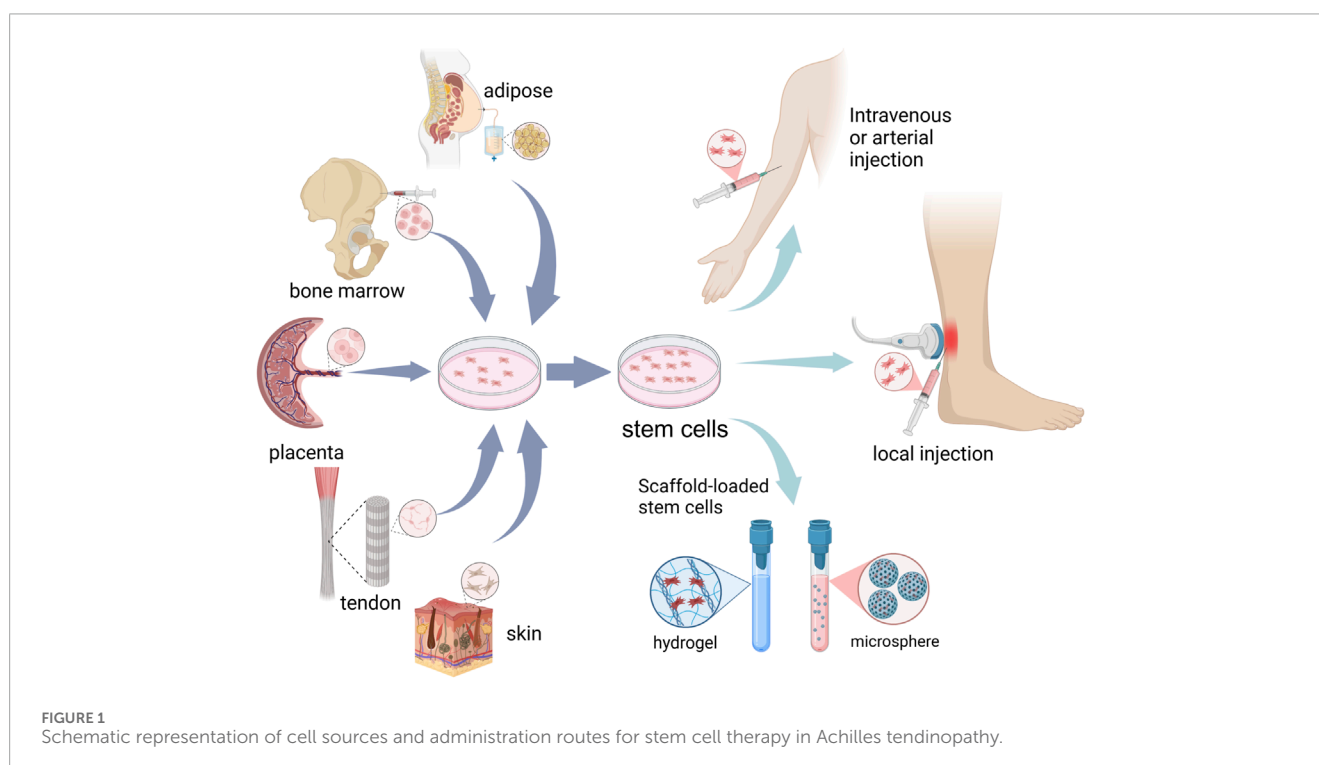 adipose
bone marrow
placenta
tendon
skin
stem cells
Intravenous
or arterial
injection
local injection
Scaffold-loaded
stem cells
hydrogel
microsphere
FIGURE 1
Schematic representation of cell sources and administration routes for stem cell therapy in Achilles tendinopathy.